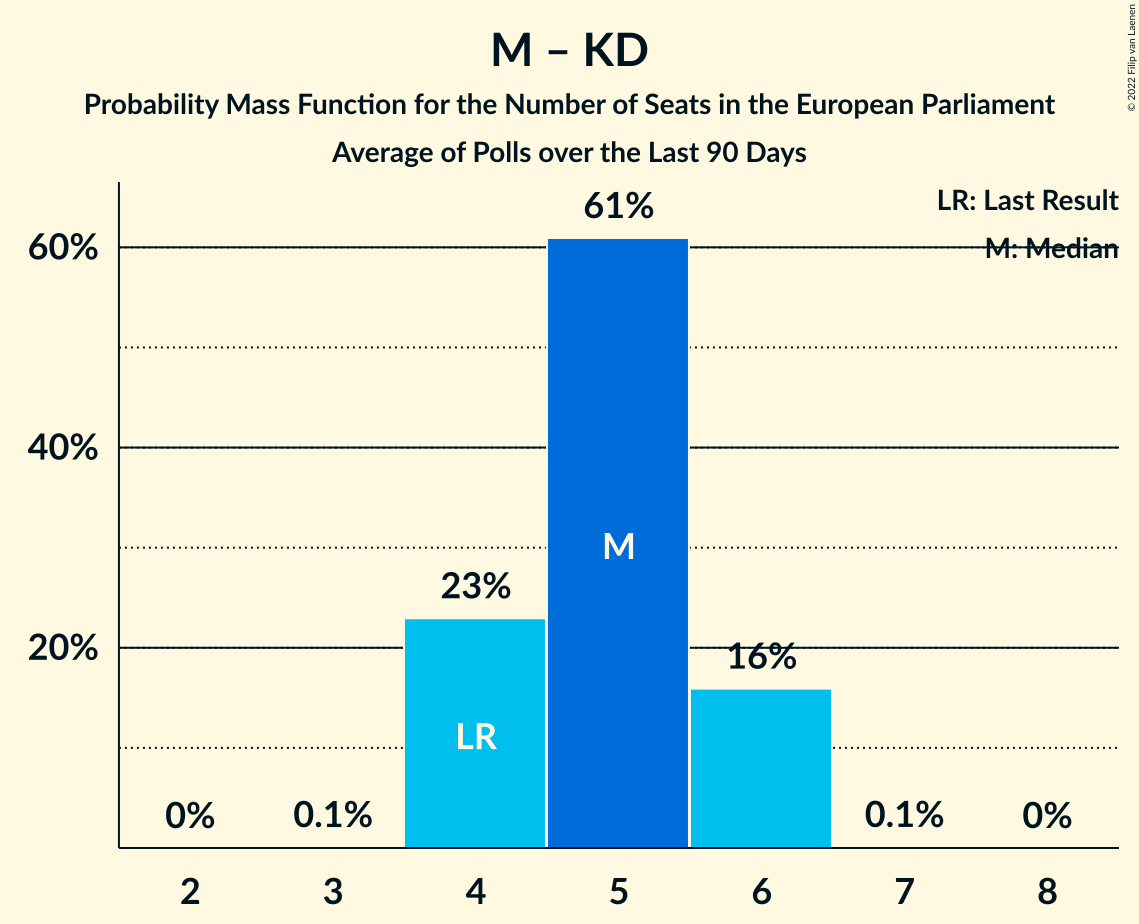 M – KD
Probability Mass Function for the Number of Seats in the European Parliament
Average of Polls over the Last 90 Days
© 2022 Filip van Laenen
LR: Last Result
M: Median
60%
40%
20%
0%
0.1%
23%
61%
16%
0.1%
0%
LR
M
2 3 4 5 6 7 8